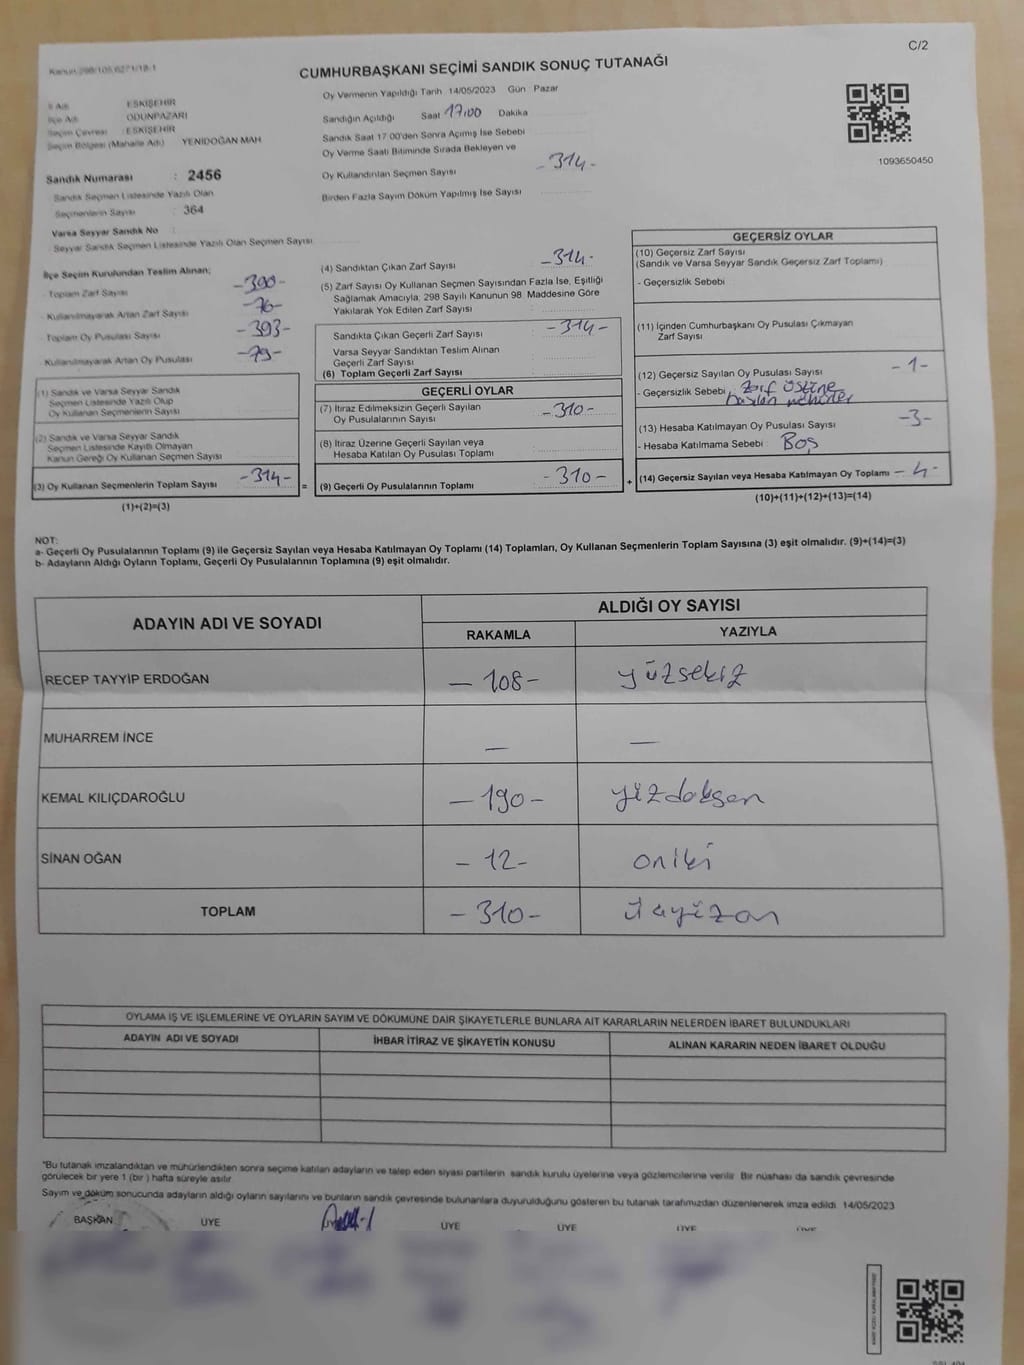 C/2
Kanun:298/105,6271/18-1
CUMHURBAŞKANI SEÇİMİ SANDIK SONUÇ TUTANAĞI
İl Adı ESKİŞEHİR
İlçe Adı ODUNPAZARI
Seçim Çevresi : ESKİŞEHİR
Seçim Bölgesi (Mahalle Adı) YENIDOĞAN MAH
Sandık Numarası : 2456
Sandık Seçmen Listesinde Yazılı Olan
Seçmenlerin Sayısı : 364
Varsa Seyyar Sandık No :
Seyyar Sandık Seçmen Listesinde Yazılı Olan Seçmen Sayısı
Oy Vermenin Yapıldığı Tarih 14/05/2023 Gün Pazar
Sandığın Açıldığı Saat 17.00 Dakika
Sandık Saat 17.00'den Sonra Açılmış İse Sebebi
Oy Verme Saati Bitiminde Sırada Bekleyen ve
Oy Kullandırılan Seçmen Sayısı -314-
Birden Fazla Sayım Döküm Yapılmış İse Sayısı
1093650450
İlçe Seçim Kurulundan Teslim Alınan;
- Toplam Zarf Sayısı -390-
- Kullanılmayarak Artan Zarf Sayısı -76-
- Toplam Oy Pusulası Sayısı -393-
- Kullanılmayarak Artan Oy Pusulası -79-
(1) Sandık ve Varsa Seyyar Sandık
Seçmen Listesinde Yazılı Olup
Oy Kullanan Seçmenlerin Sayısı
(2) Sandık ve Varsa Seyyar Sandık
Seçmen Listesinde Kayıtlı Olmayan
Kanun Gereği Oy Kullanan Seçmen Sayısı
(3) Oy Kullanan Seçmenlerin Toplam Sayısı -314- =
(1)+(2)=(3)
(4) Sandıktan Çıkan Zarf Sayısı -314-
(5) Zarf Sayısı Oy Kullanan Seçmen Sayısından Fazla İse, Eşitliği
Sağlamak Amacıyla; 298 Sayılı Kanunun 98. Maddesine Göre
Yakılarak Yok Edilen Zarf Sayısı
Sandıkta Çıkan Geçerli Zarf Sayısı -314-
Varsa Seyyar Sandıktan Teslim Alınan
Geçerli Zarf Sayısı
(6) Toplam Geçerli Zarf Sayısı
GEÇERLİ OYLAR
(7) İtiraz Edilmeksizin Geçerli Sayılan
Oy Pusulalarının Sayısı -310-
(8) İtiraz Üzerine Geçerli Sayılan veya
Hesaba Katılan Oy Pusulası Toplamı
(9) Geçerli Oy Pusulalarının Toplamı -310- +
GEÇERSİZ OYLAR
(10) Geçersiz Zarf Sayısı
(Sandık ve Varsa Seyyar Sandık Geçersiz Zarf Toplamı)
- Geçersizlik Sebebi
(11) İçinden Cumhurbaşkanı Oy Pusulası Çıkmayan
Zarf Sayısı
(12) Geçersiz Sayılan Oy Pusulası Sayısı -1-
- Geçersizlik Sebebi : Zarf üstüne
basılan mühürler
(13) Hesaba Katılmayan Oy Pusulası Sayısı -3-
- Hesaba Katılmama Sebebi : Boş
(14) Geçersiz Sayılan veya Hesaba Katılmayan Oy Toplamı -4-
(10)+(11)+(12)+(13)=(14)
NOT:
a- Geçerli Oy Pusulalarının Toplamı (9) ile Geçersiz Sayılan veya Hesaba Katılmayan Oy Toplamı (14) Toplamları, Oy Kullanan Seçmenlerin Toplam Sayısına (3) eşit olmalıdır. (9)+(14)=(3)
b- Adayların Aldığı Oyların Toplamı, Geçerli Oy Pusulalarının Toplamına (9) eşit olmalıdır.
ADAYIN ADI VE SOYADI ALDIĞI OY SAYISI
RAKAMLA YAZIYLA
RECEP TAYYİP ERDOĞAN -108- yüzsekiz
MUHARREM İNCE — —
KEMAL KILIÇDAROĞLU -190- yüzdoksan
SİNAN OĞAN -12- oniki
TOPLAM -310- üçyüzon
OYLAMA İŞ VE İŞLEMLERİNE VE OYLARIN SAYIM VE DÖKÜMÜNE DAİR ŞİKAYETLERLE BUNLARA AİT KARARLARIN NELERDEN İBARET BULUNDUKLARI
ADAYIN ADI VE SOYADI İHBAR İTİRAZ VE ŞİKAYETİN KONUSU ALINAN KARARIN NEDEN İBARET OLDUĞU
*Bu tutanak imzalandıktan ve mühürlendikten sonra seçime katılan adayların ve talep eden siyasi partilerin sandık kurulu üyelerine veya gözlemcilerine verilir. Bir nüshası da sandık çevresinde
görülecek bir yere 1 (bir) hafta süreyle asılır.
Sayım ve döküm sonucunda adayların aldığı oyların sayılarını ve bunların sandık çevresinde bulunanlara duyurulduğunu gösteren bu tutanak tarafımızdan düzenlenerek imza edildi. 14/05/2023
BAŞKAN ÜYE ÜYE ÜYE ÜYE ÜYE